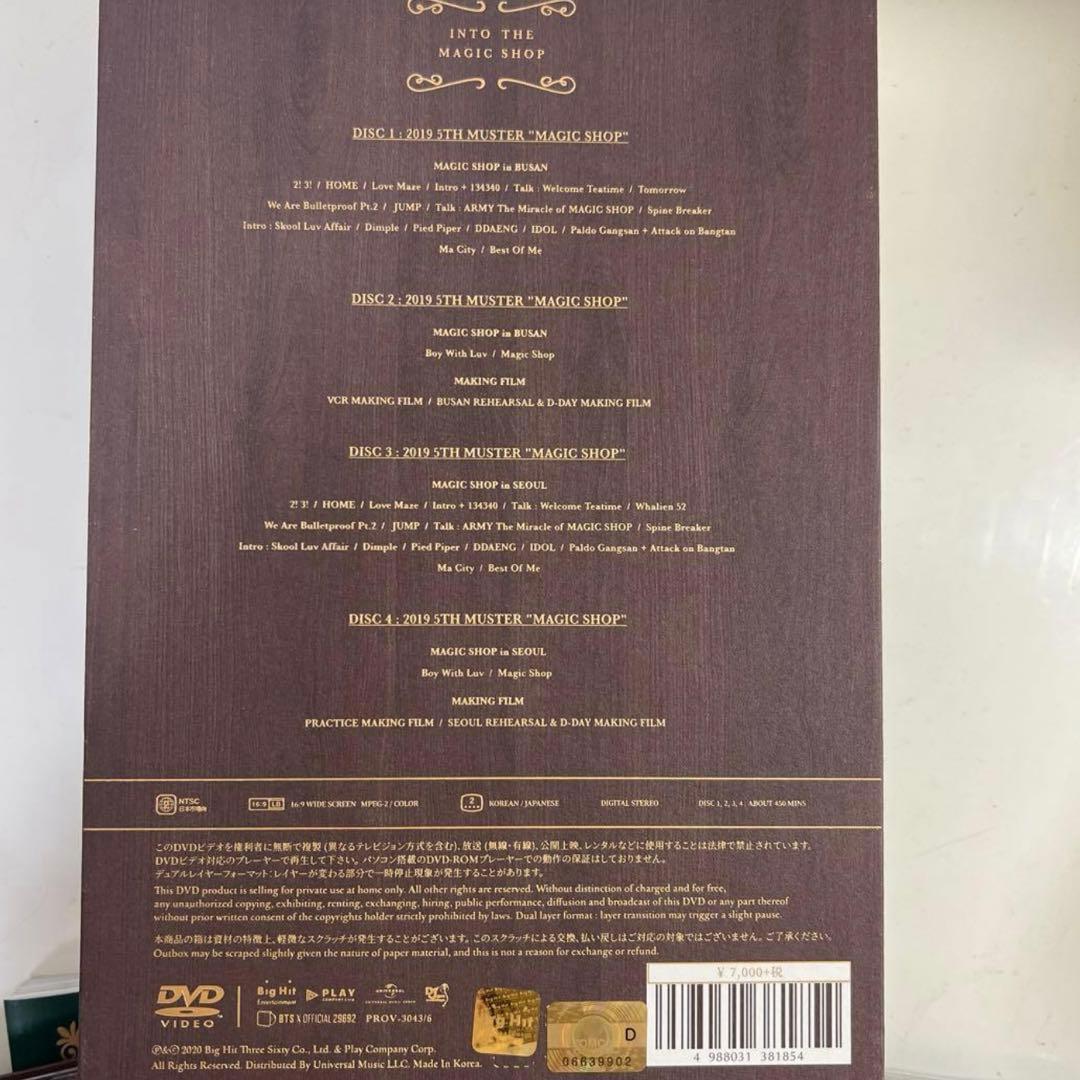 INTO THE
MAGIC SHOP
DISC 1 : 2019 5TH MUSTER "MAGIC SHOP"
MAGIC SHOP in BUSAN
2! 3! / HOME / Love Maze / Intro + 134340 / Talk : Welcome Teatime / Tomorrow
We Are Bulletproof Pt.2 / JUMP / Talk : ARMY The Miracle of MAGIC SHOP / Spine Breaker
Intro : Skool Luv Affair / Dimple / Pied Piper / DDAENG / IDOL / Paldo Gangsan + Attack on Bangtan
Ma City / Best Of Me
DISC 2 : 2019 5TH MUSTER "MAGIC SHOP"
MAGIC SHOP in BUSAN
Boy With Luv / Magic Shop
MAKING FILM
VCR MAKING FILM / BUSAN REHEARSAL & D-DAY MAKING FILM
DISC 3 : 2019 5TH MUSTER "MAGIC SHOP"
MAGIC SHOP in SEOUL
2! 3! / HOME / Love Maze / Intro + 134340 / Talk : Welcome Teatime / Whalien 52
We Are Bulletproof Pt.2 / JUMP / Talk : ARMY The Miracle of MAGIC SHOP / Spine Breaker
Intro : Skool Luv Affair / Dimple / Pied Piper / DDAENG / IDOL / Paldo Gangsan + Attack on Bangtan
Ma City / Best Of Me
DISC 4 : 2019 5TH MUSTER "MAGIC SHOP"
MAGIC SHOP in SEOUL
Boy With Luv / Magic Shop
MAKING FILM
PRACTICE MAKING FILM / SEOUL REHEARSAL & D-DAY MAKING FILM
2 NTSC 日本市場向 16:9 LB 16:9 WIDE SCREEN MPEG-2 / COLOR 2 KOREAN / JAPANESE DIGITAL STEREO DISC 1, 2, 3, 4 : ABOUT 450 MINS
このDVDビデオを権利者に無断で複製 (異なるテレビジョン方式を含む)、放送 (無線・有線)、公開上映、レンタルなどに使用することは法律で禁止されています。
DVDビデオ対応のプレーヤーで再生して下さい。パソコン搭載のDVD-ROMプレーヤーでの動作の保証はしておりません。
デュアルレイヤーフォーマット:レイヤーが変わる部分で一時停止現象が発生することがあります。
This DVD product is selling for private use at home only. All other rights are reserved. Without distinction of charged and for free,
any unauthorized copying, exhibiting, renting, exchanging, hiring, public performance, diffusion and broadcast of this DVD or any part thereof
without prior written consent of the copyrights holder strictly prohibited by laws. Dual layer format : layer transition may trigger a slight pause.
本商品の箱は資材の特徴上、軽微なスクラッチが発生することがございます。このスクラッチによる交換、払い戻しはご対応の対象ではございません。ご了承ください。
Outbox may be scraped slightly given the nature of paper material, and this is not a reason for exchange or refund.
¥ 7,000+税
DVD VIDEO
Big Hit Entertainment PLAY COMPANY CORP. UNIVERSAL MUSIC GROUP Def Jam
BTS X OFFICIAL 29692 PROV-3043/6
Big Hit
D
06639902
4 988031 381854
℗&© 2020 Big Hit Three Sixty Co., Ltd. & Play Company Corp.
All Rights Reserved. Distributed By Universal Music LLC. Made In Korea.